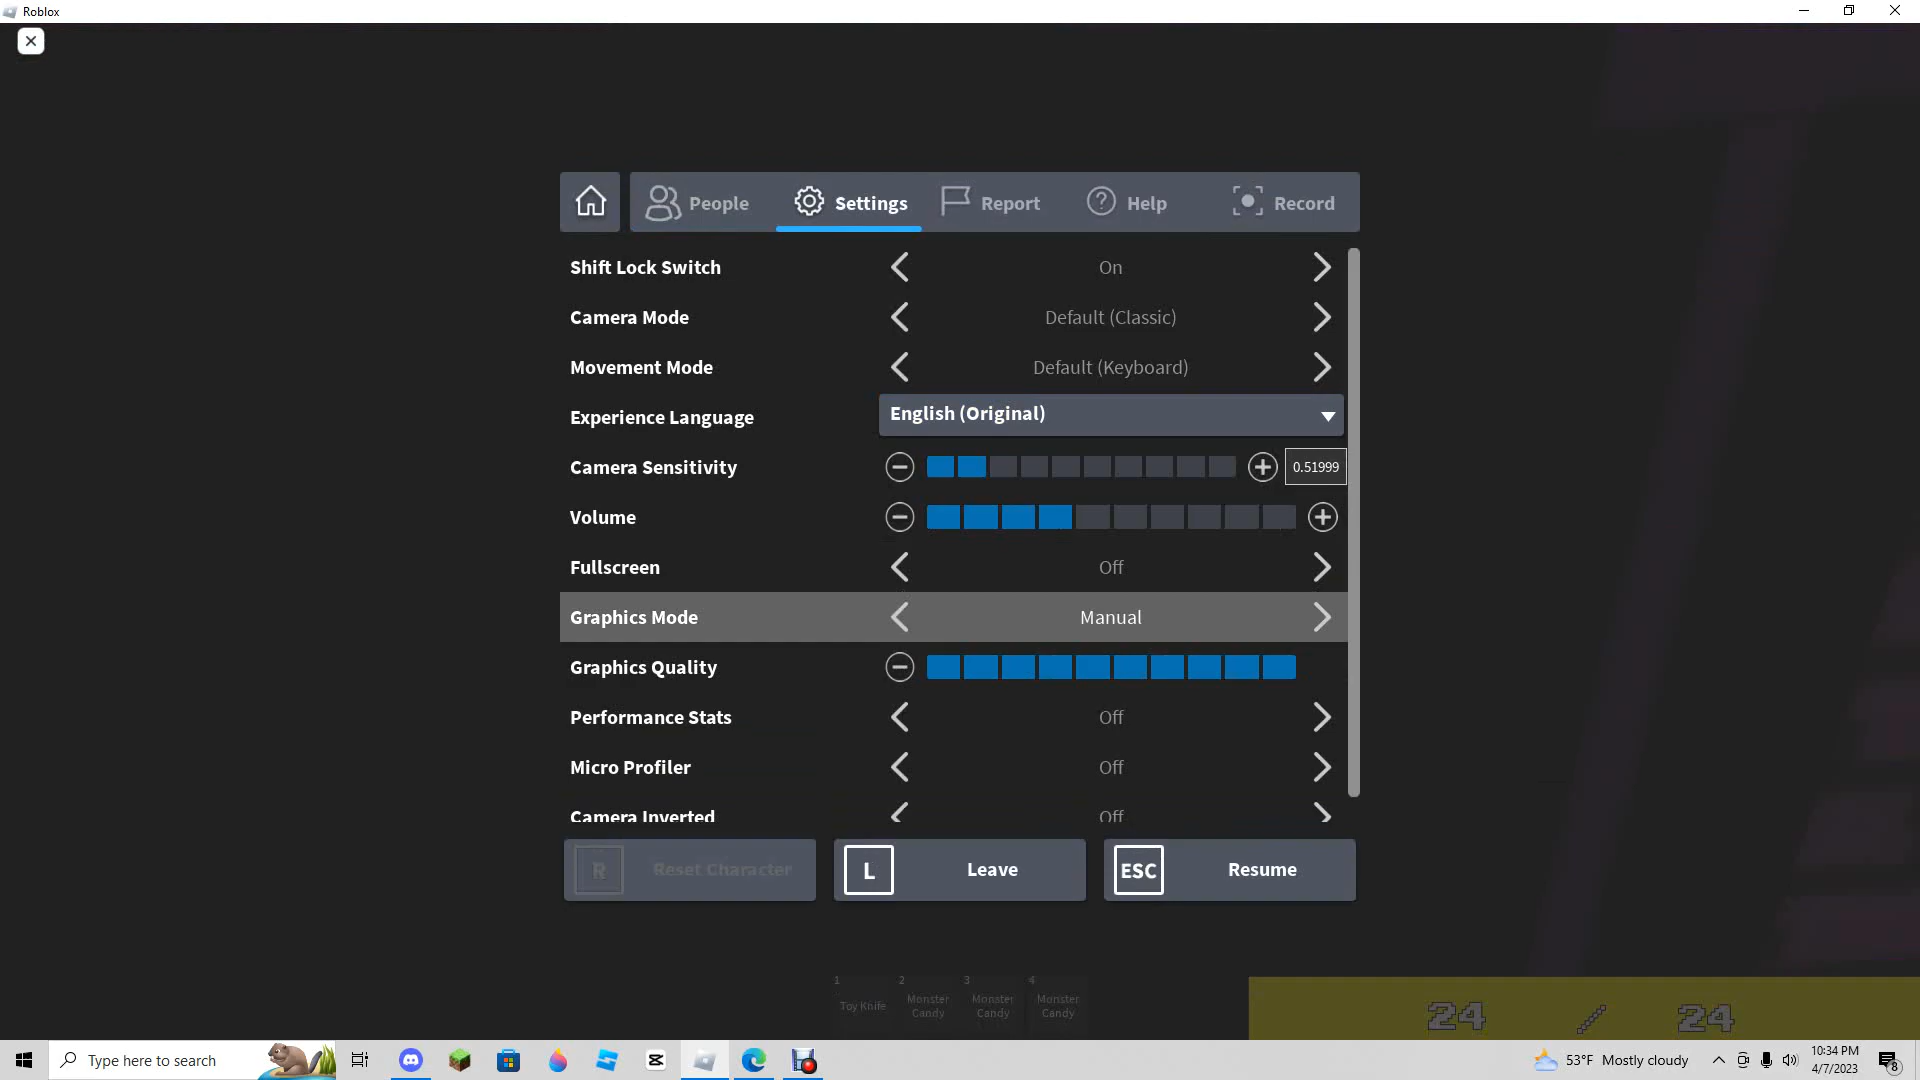 Roblox
People
Settings
Report
Help
Record
Shift Lock Switch On
Camera Mode Default (Classic)
Movement Mode Default (Keyboard)
Experience Language English (Original)
Camera Sensitivity 0.51999
Volume
Fullscreen Off
Graphics Mode Manual
Graphics Quality
Performance Stats Off
Micro Profiler Off
Camera Inverted Off
R Reset Character
L Leave
ESC Resume
1 2 3 4
Toy Knife
Monster Candy
Monster Candy
Monster Candy
24 / 24
Type here to search
53°F Mostly cloudy
10:34 PM
4/7/2023
8